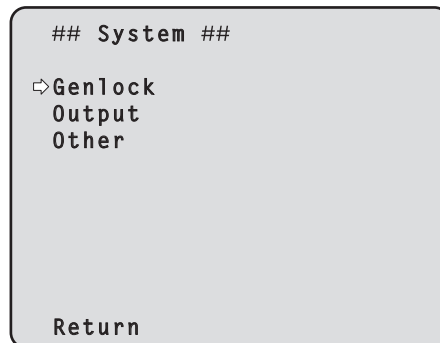 ## System ##
⇨Genlock
Output
Other
Return